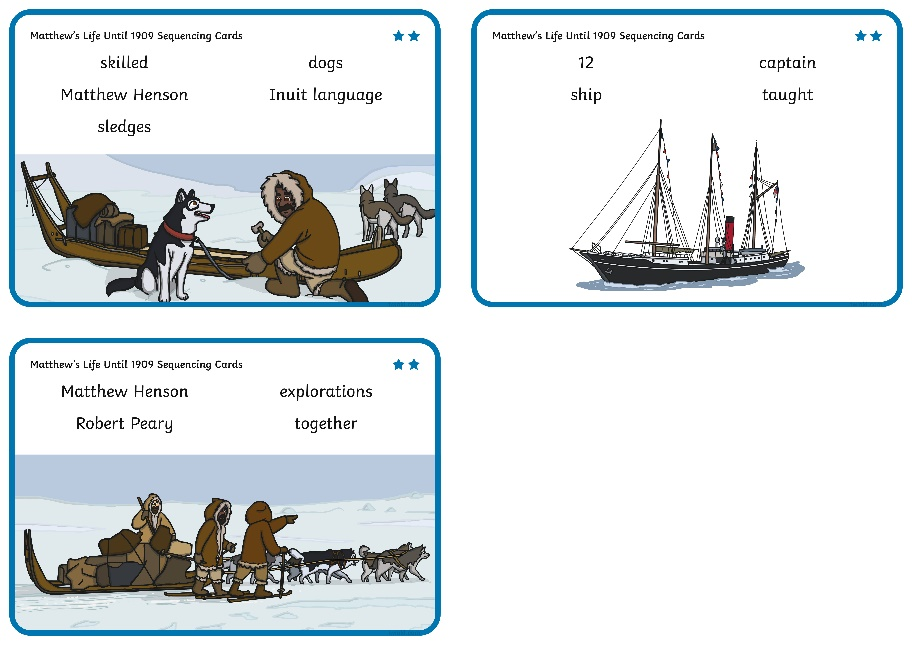 Matthew's Life Until 1909 Sequencing Cards
skilled dogs
Matthew Henson Inuit language
sledges
Matthew's Life Until 1909 Sequencing Cards
12 captain
ship taught
Matthew's Life Until 1909 Sequencing Cards
Matthew Henson explorations
Robert Peary together